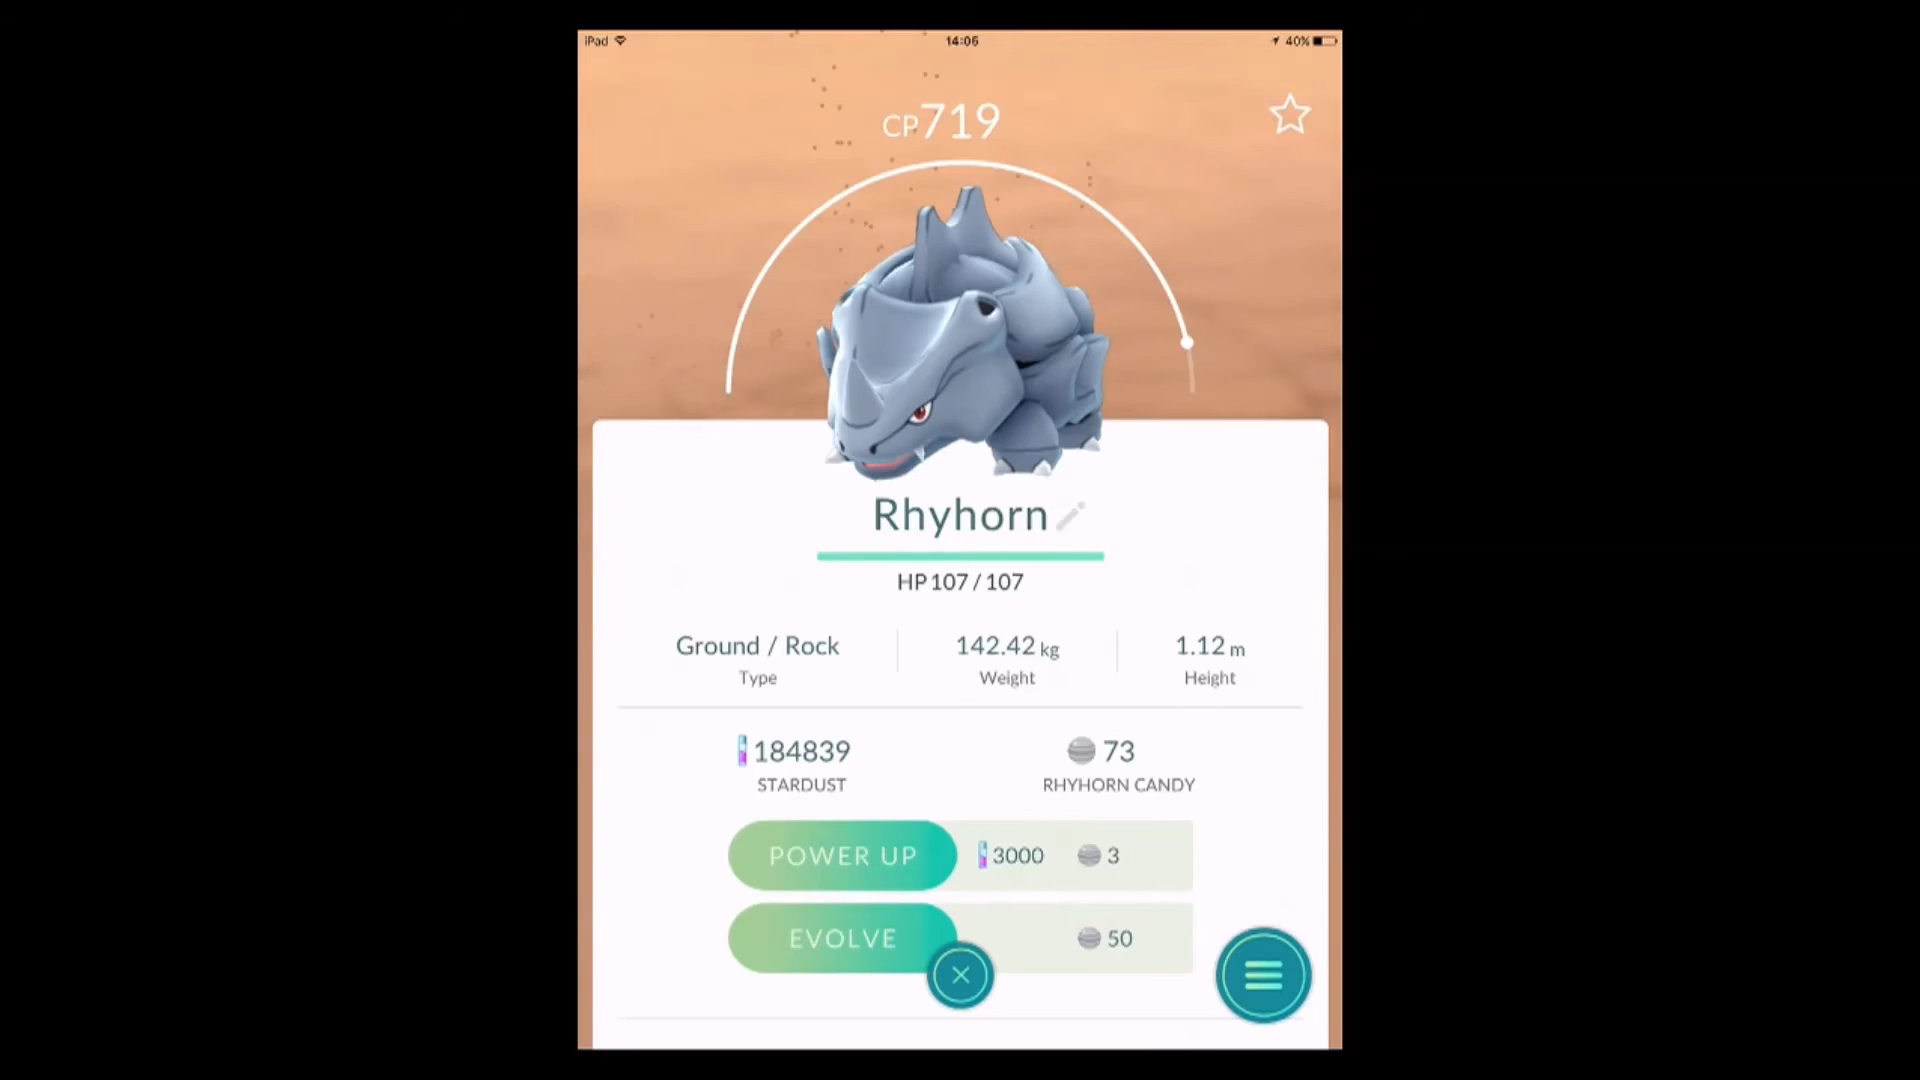 iPad 14:06 40%
CP719
Rhyhorn
HP 107 / 107
Ground / Rock 142.42 kg 1.12 m
Type Weight Height
184839 73
STARDUST RHYHORN CANDY
POWER UP 3000 3
EVOLVE 50